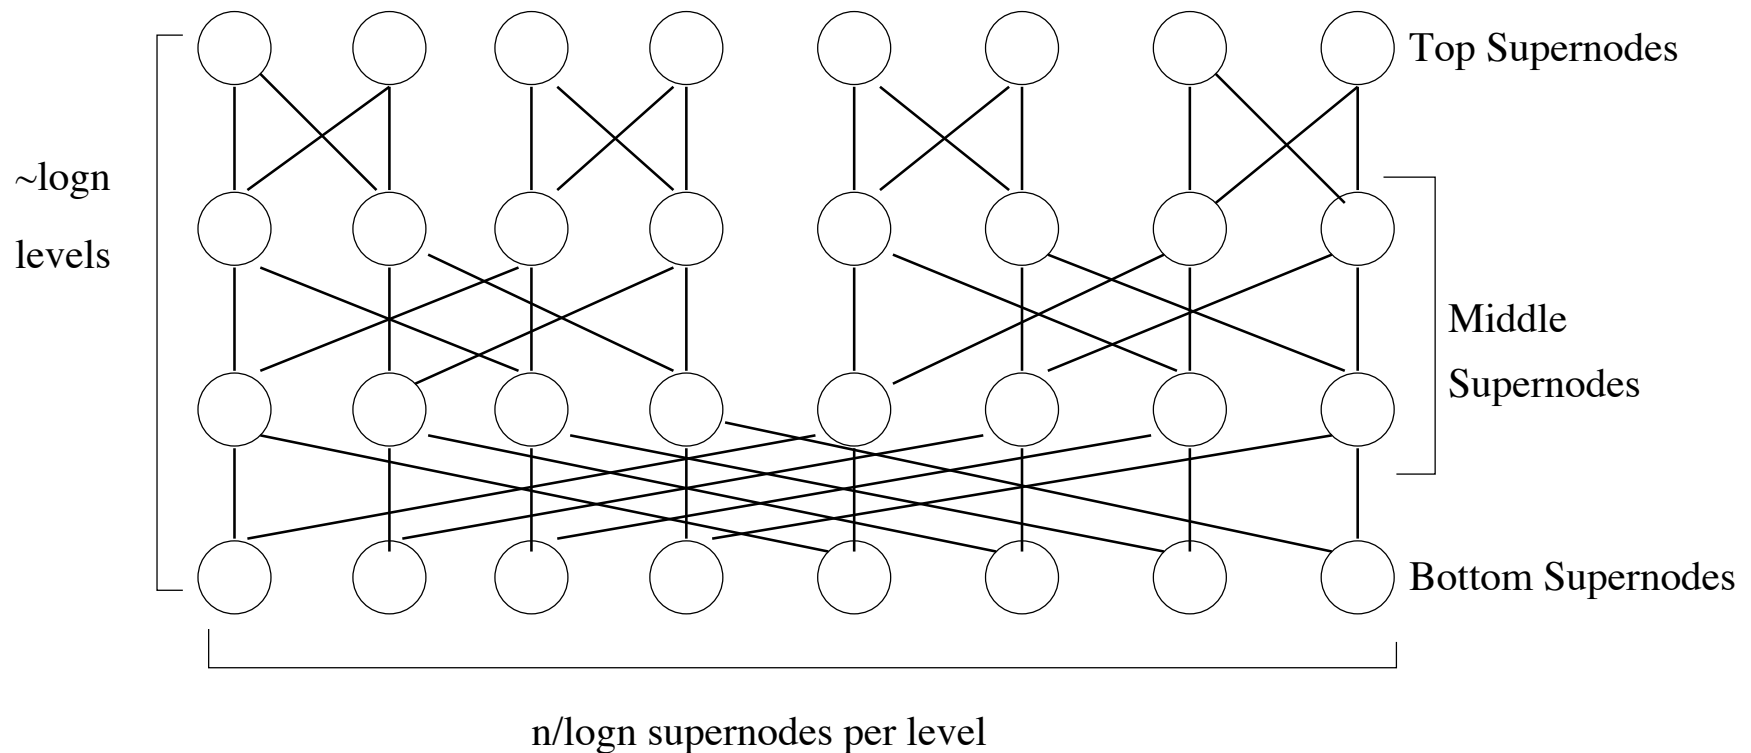 Top Supernodes
~logn
levels
Middle
Supernodes
Bottom Supernodes
n/logn supernodes per level